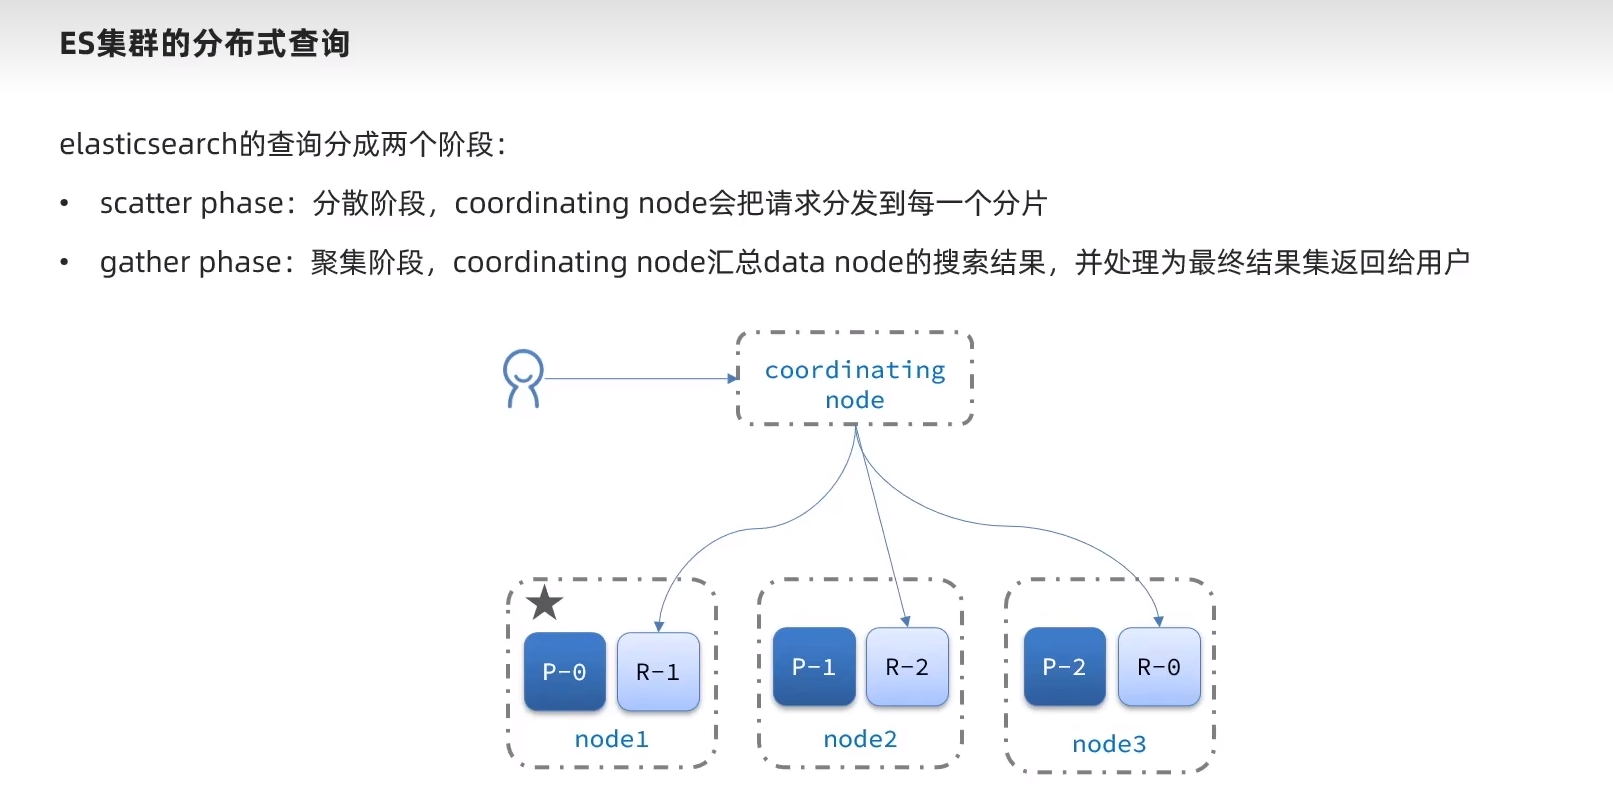 ES集群的分布式查询
elasticsearch的查询分成两个阶段：
• scatter phase：分散阶段，coordinating node会把请求分发到每一个分片
• gather phase：聚集阶段，coordinating node汇总data node的搜索结果，并处理为最终结果集返回给用户
coordinating
node
P-0 R-1
P-1 R-2
P-2 R-0
node1
node2
node3